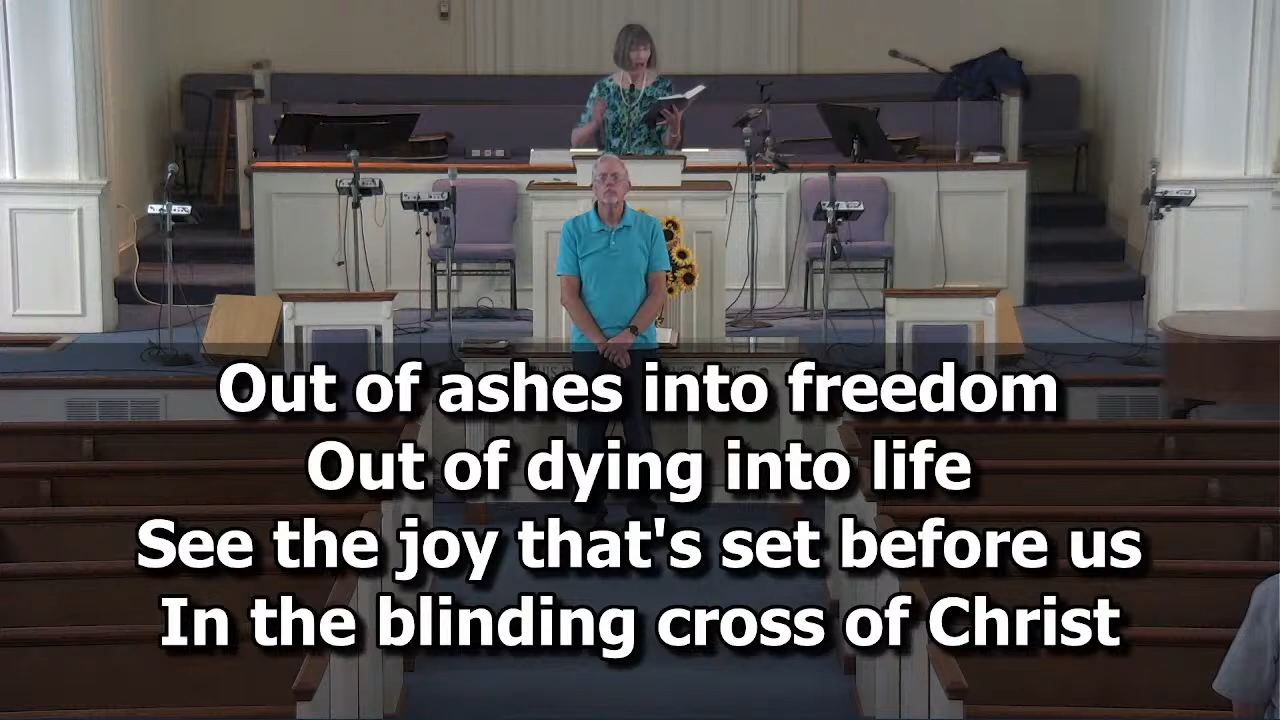 Out of ashes into freedom
Out of dying into life
See the joy that's set before us
In the blinding cross of Christ